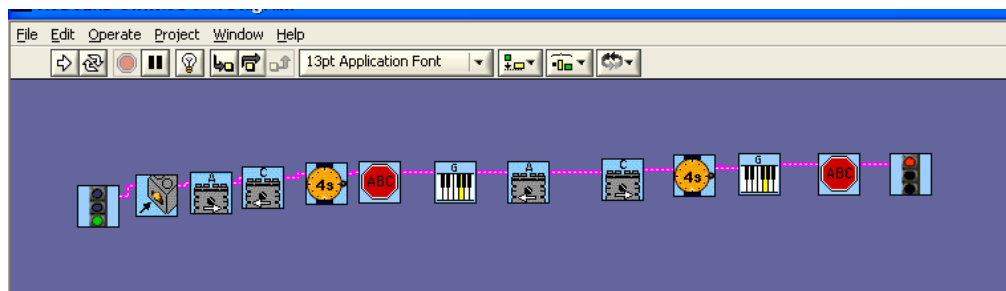 File Edit Operate Project Window Help
13pt Application Font
A C 4s ABC G A C 4s G ABC